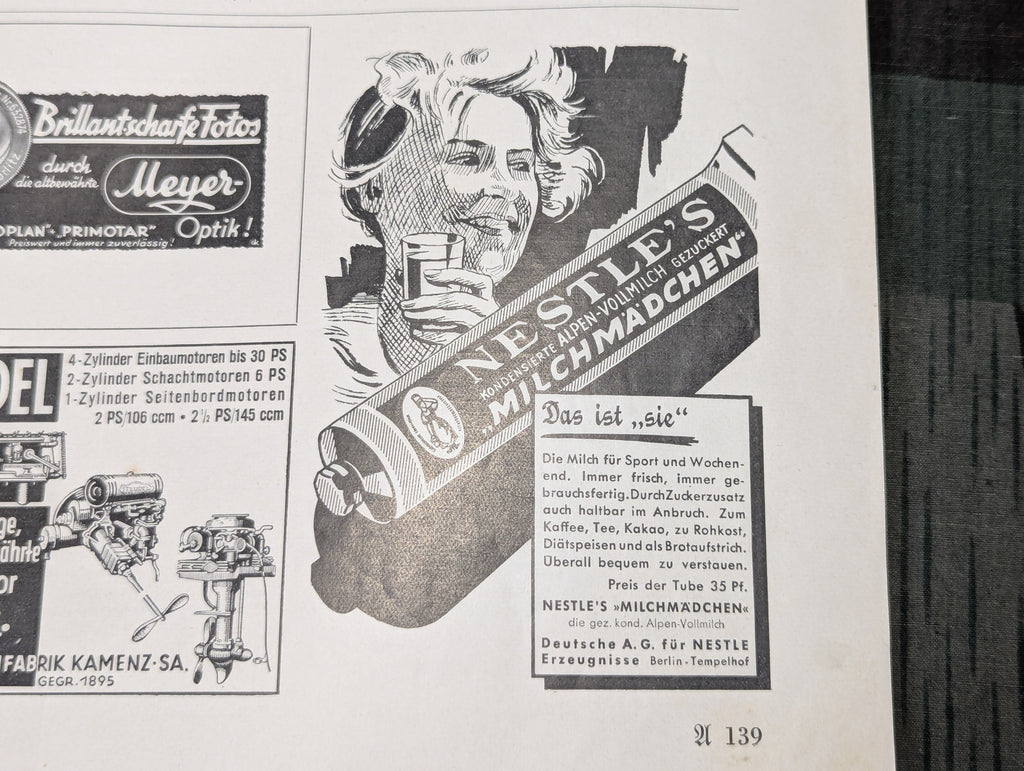 Brillantscharfe Fotos
durch
die altbewährte
Meyer-
OPLAN" - "PRIMOTAR"
Optik!
Preiswert und immer zuverlässig!
DEL
4-Zylinder Einbaumotoren bis 30 PS
2-Zylinder Schachtmotoren 6 PS
1-Zylinder Seitenbordmotoren
2 PS/106 ccm • 2½ PS/145 ccm
ge,
ährte
or
FABRIK KAMENZ·SA.
GEGR. 1895
NESTLE'S
KONDENSIERTE ALPEN-VOLLMILCH GEZUCKERT
„MILCHMÄDCHEN"
Das ist „sie"
Die Milch für Sport und Wochen-
end. Immer frisch, immer ge-
brauchsfertig. Durch Zuckerzusatz
auch haltbar im Anbruch. Zum
Kaffee, Tee, Kakao, zu Rohkost,
Diätspeisen und als Brotaufstrich.
Überall bequem zu verstauen.
Preis der Tube 35 Pf.
NESTLE'S »MILCHMÄDCHEN«
die gez. kond. Alpen-Vollmilch
Deutsche A. G. für NESTLE
Erzeugnisse Berlin-Tempelhof
A 139